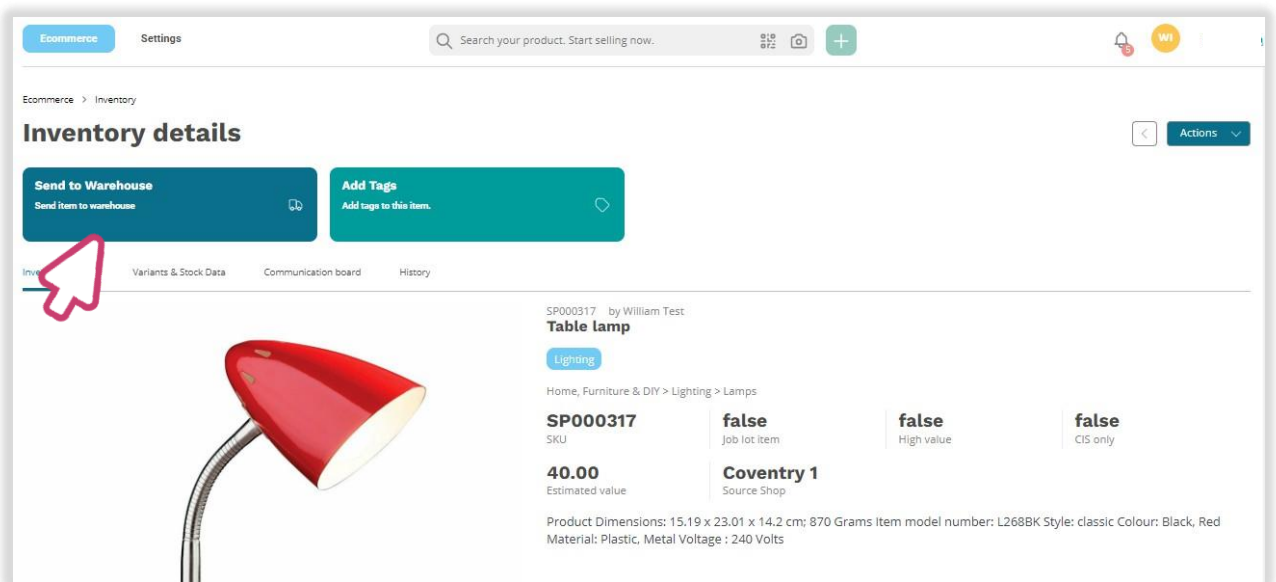 Ecommerce Settings Search your product. Start selling now. WI
5
Ecommerce > Inventory
Inventory details
Actions
Send to Warehouse
Send item to warehouse
Add Tags
Add tags to this item.
Variants & Stock Data Communication board History
SP000317 by William Test
Table lamp
Lighting
Home, Furniture & DIY > Lighting > Lamps
SP000317 false false false
SKU Job lot item High value CIS only
40.00 Coventry 1
Estimated value Source Shop
Product Dimensions: 15.19 x 23.01 x 14.2 cm; 870 Grams Item model number: L268BK Style: classic Colour: Black, Red
Material: Plastic, Metal Voltage : 240 Volts